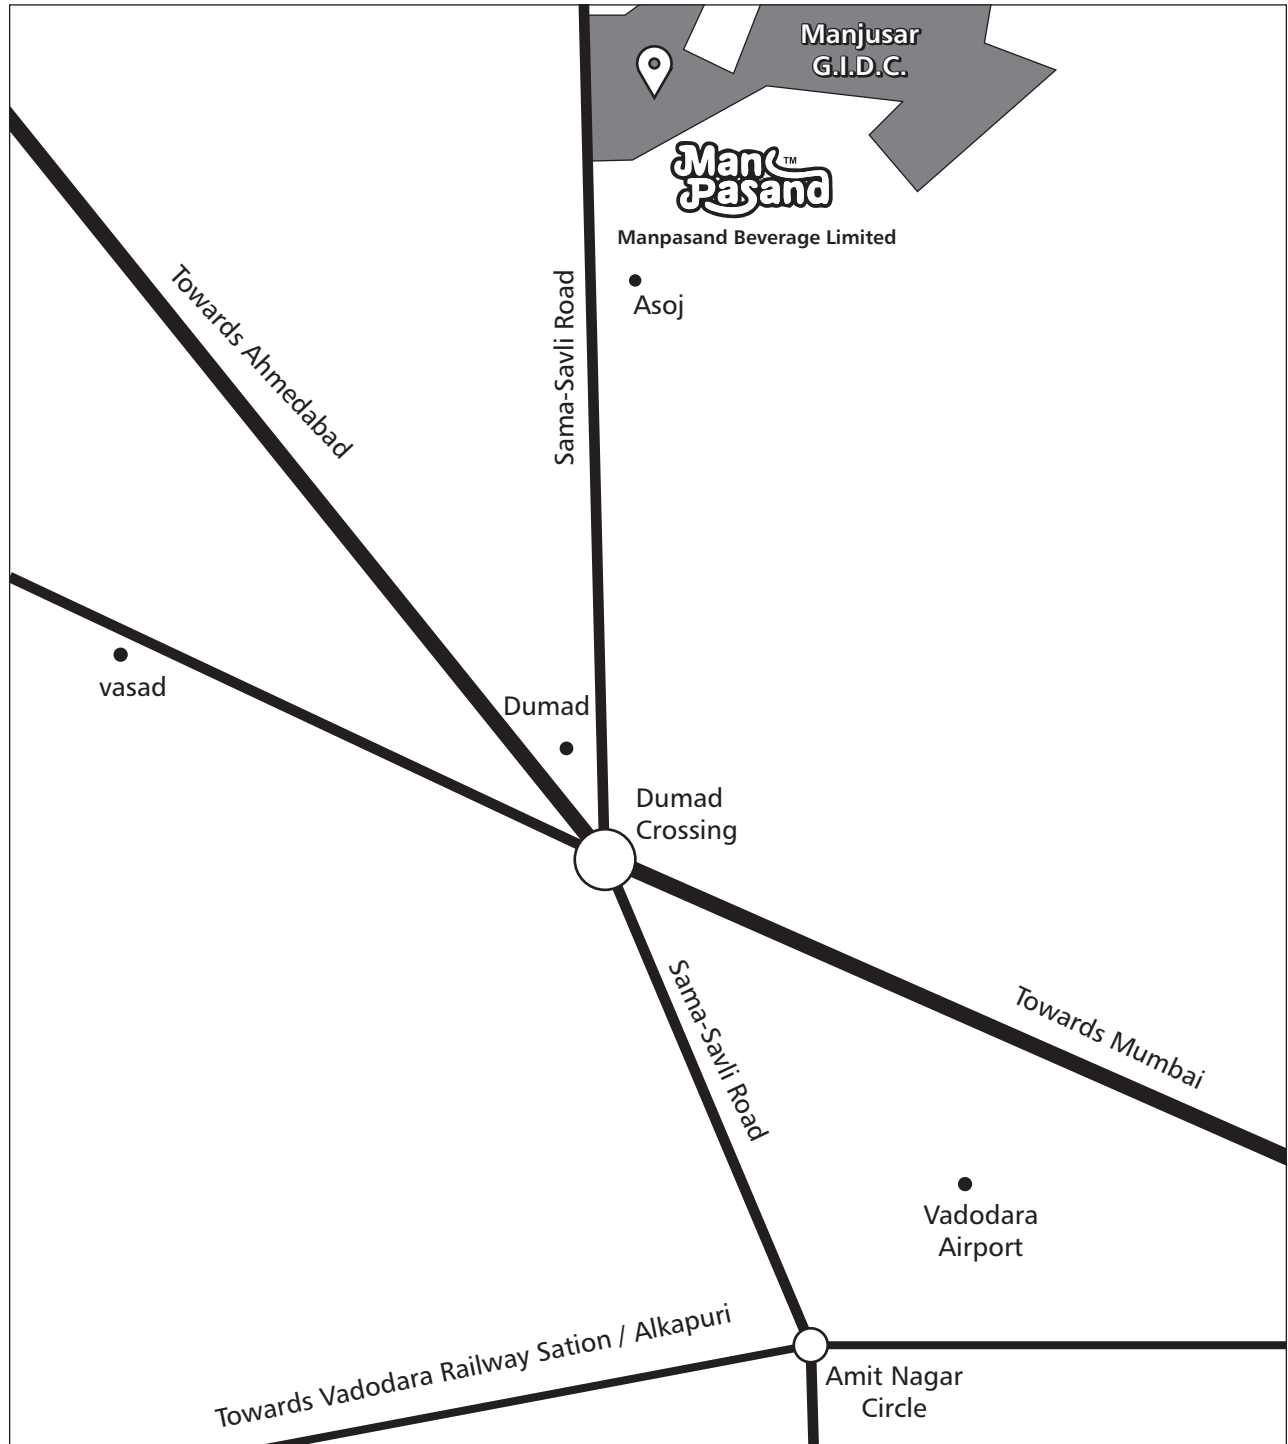 Manjusar
G.I.D.C.
Man TM
Pasand
Manpasand Beverage Limited
Asoj
Sama-Savli Road
Towards Ahmedabad
vasad
Dumad
Dumad
Crossing
Sama-Savli Road
Towards Mumbai
Vadodara
Airport
Towards Vadodara Railway Sation / Alkapuri
Amit Nagar
Circle